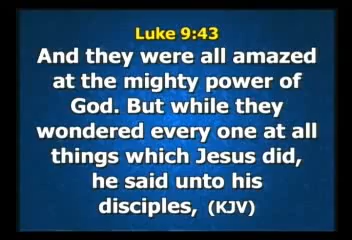 Luke 9:43
And they were all amazed
at the mighty power of
God. But while they
wondered every one at all
things which Jesus did,
he said unto his
disciples, (KJV)